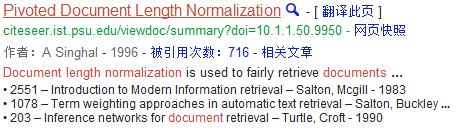 Pivoted Document Length Normalization - [ 翻译此页 ]
citeseer.ist.psu.edu/viewdoc/summary?doi=10.1.1.50.9950 - 网页快照
作者：A Singhal - 1996 - 被引用次数：716 - 相关文章
Document length normalization is used to fairly retrieve documents ...
• 2551 – Introduction to Modern Information retrieval – Salton, Mcgill - 1983
• 1078 – Term weighting approaches in automatic text retrieval – Salton, Buckley ...
• 203 – Inference networks for document retrieval – Turtle, Croft - 1990